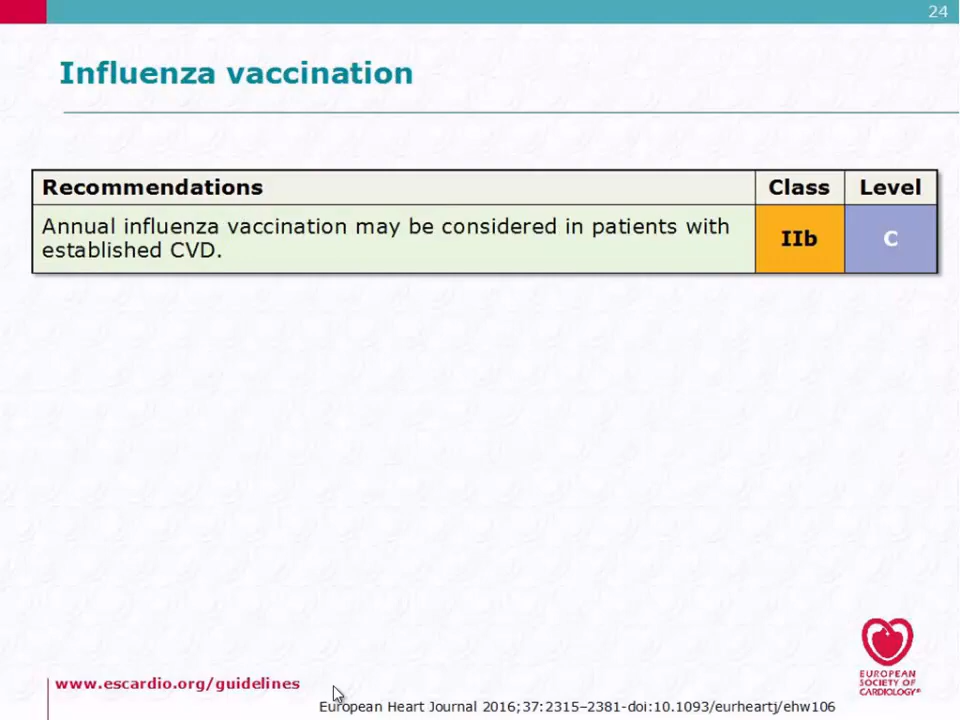 24
Influenza vaccination
Recommendations Class Level
Annual influenza vaccination may be considered in patients with
established CVD.
IIb C
EUROPEAN
SOCIETY OF
CARDIOLOGY®
www.escardio.org/guidelines
European Heart Journal 2016;37:2315–2381-doi:10.1093/eurheartj/ehw106